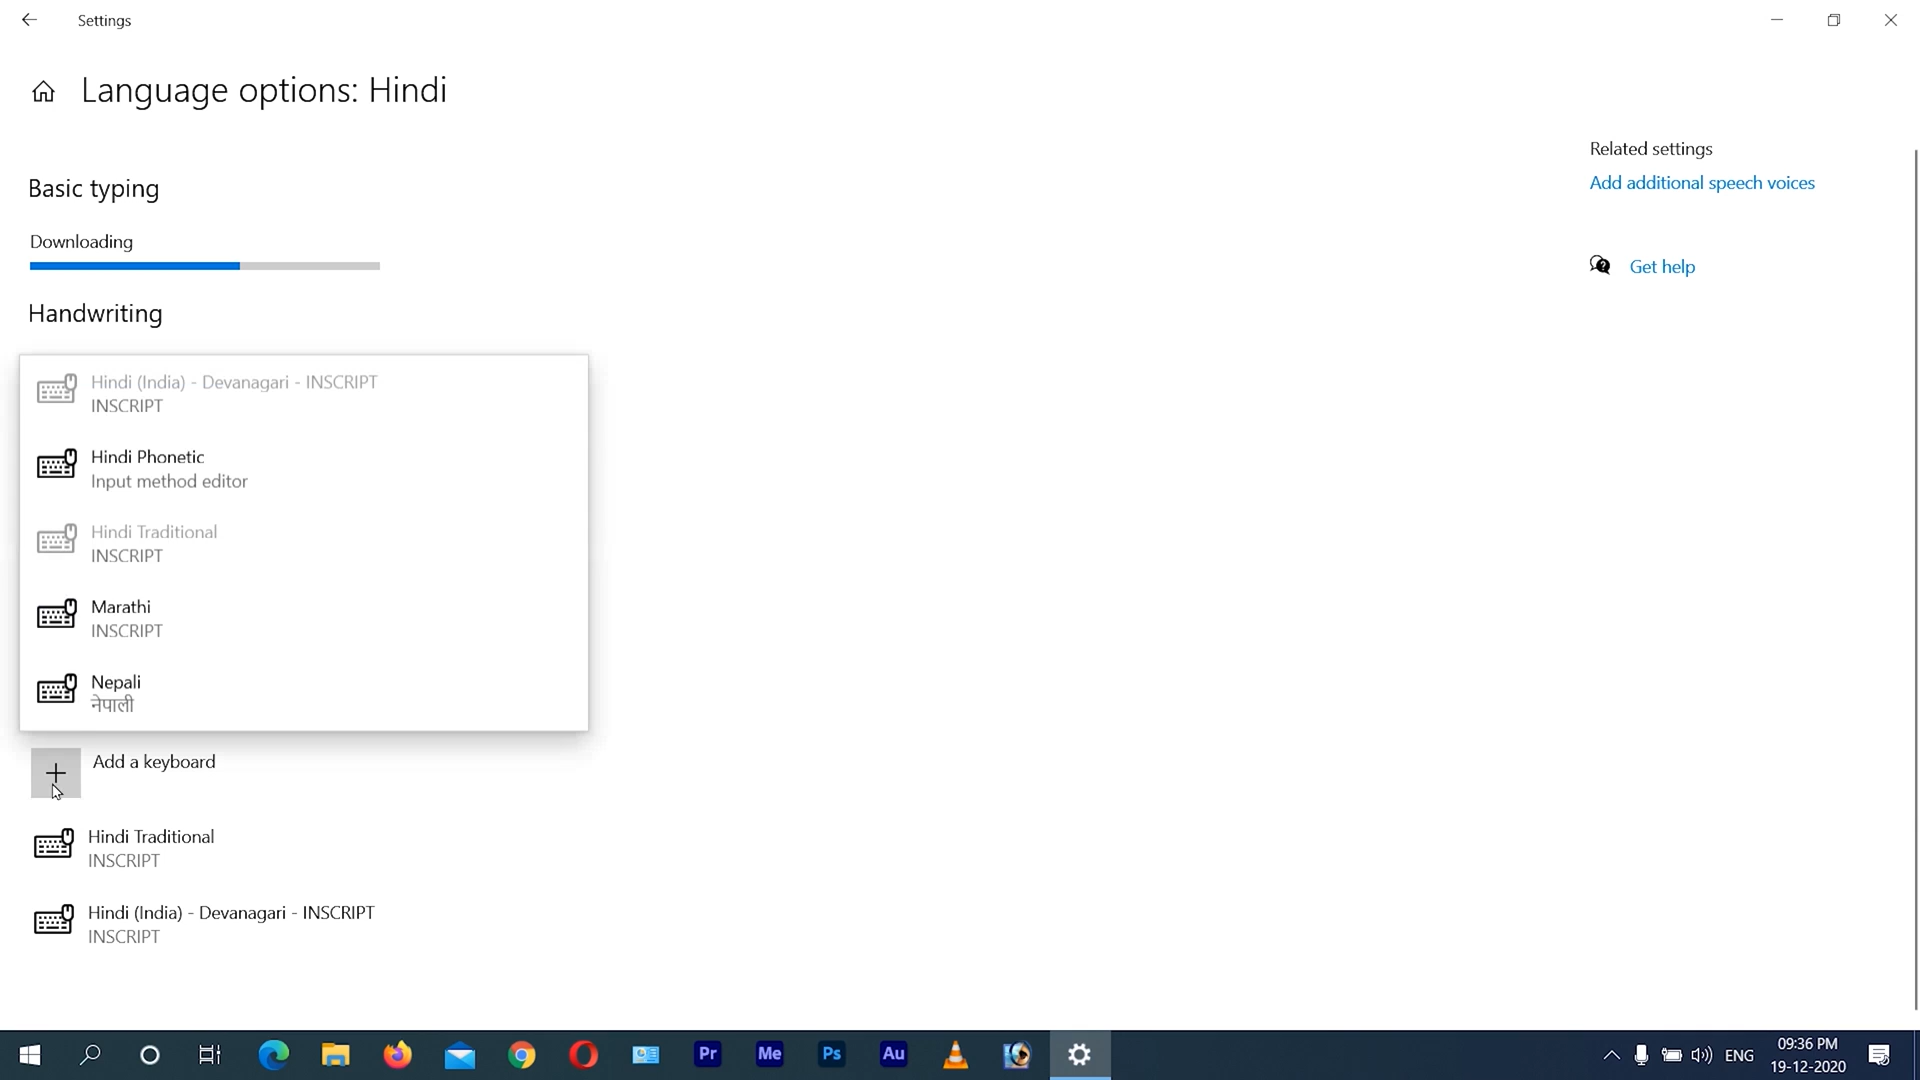 Settings
Language options: Hindi
Related settings
Add additional speech voices
Basic typing
Downloading
Get help
Handwriting
Hindi (India) - Devanagari - INSCRIPT
INSCRIPT
Hindi Phonetic
Input method editor
Hindi Traditional
INSCRIPT
Marathi
INSCRIPT
Nepali
नेपाली
Add a keyboard
Hindi Traditional
INSCRIPT
Hindi (India) - Devanagari - INSCRIPT
INSCRIPT
Pr
Me
Ps
Au
ENG
09:36 PM
19-12-2020